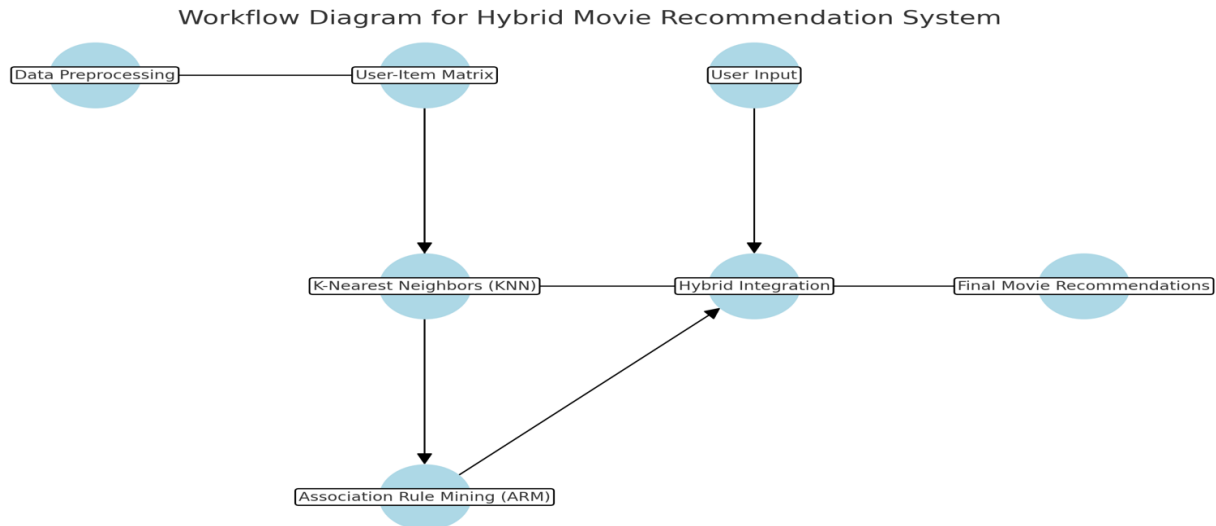 Workflow Diagram for Hybrid Movie Recommendation System
Data Preprocessing
User-Item Matrix
User Input
K-Nearest Neighbors (KNN)
Hybrid Integration
Final Movie Recommendations
Association Rule Mining (ARM)